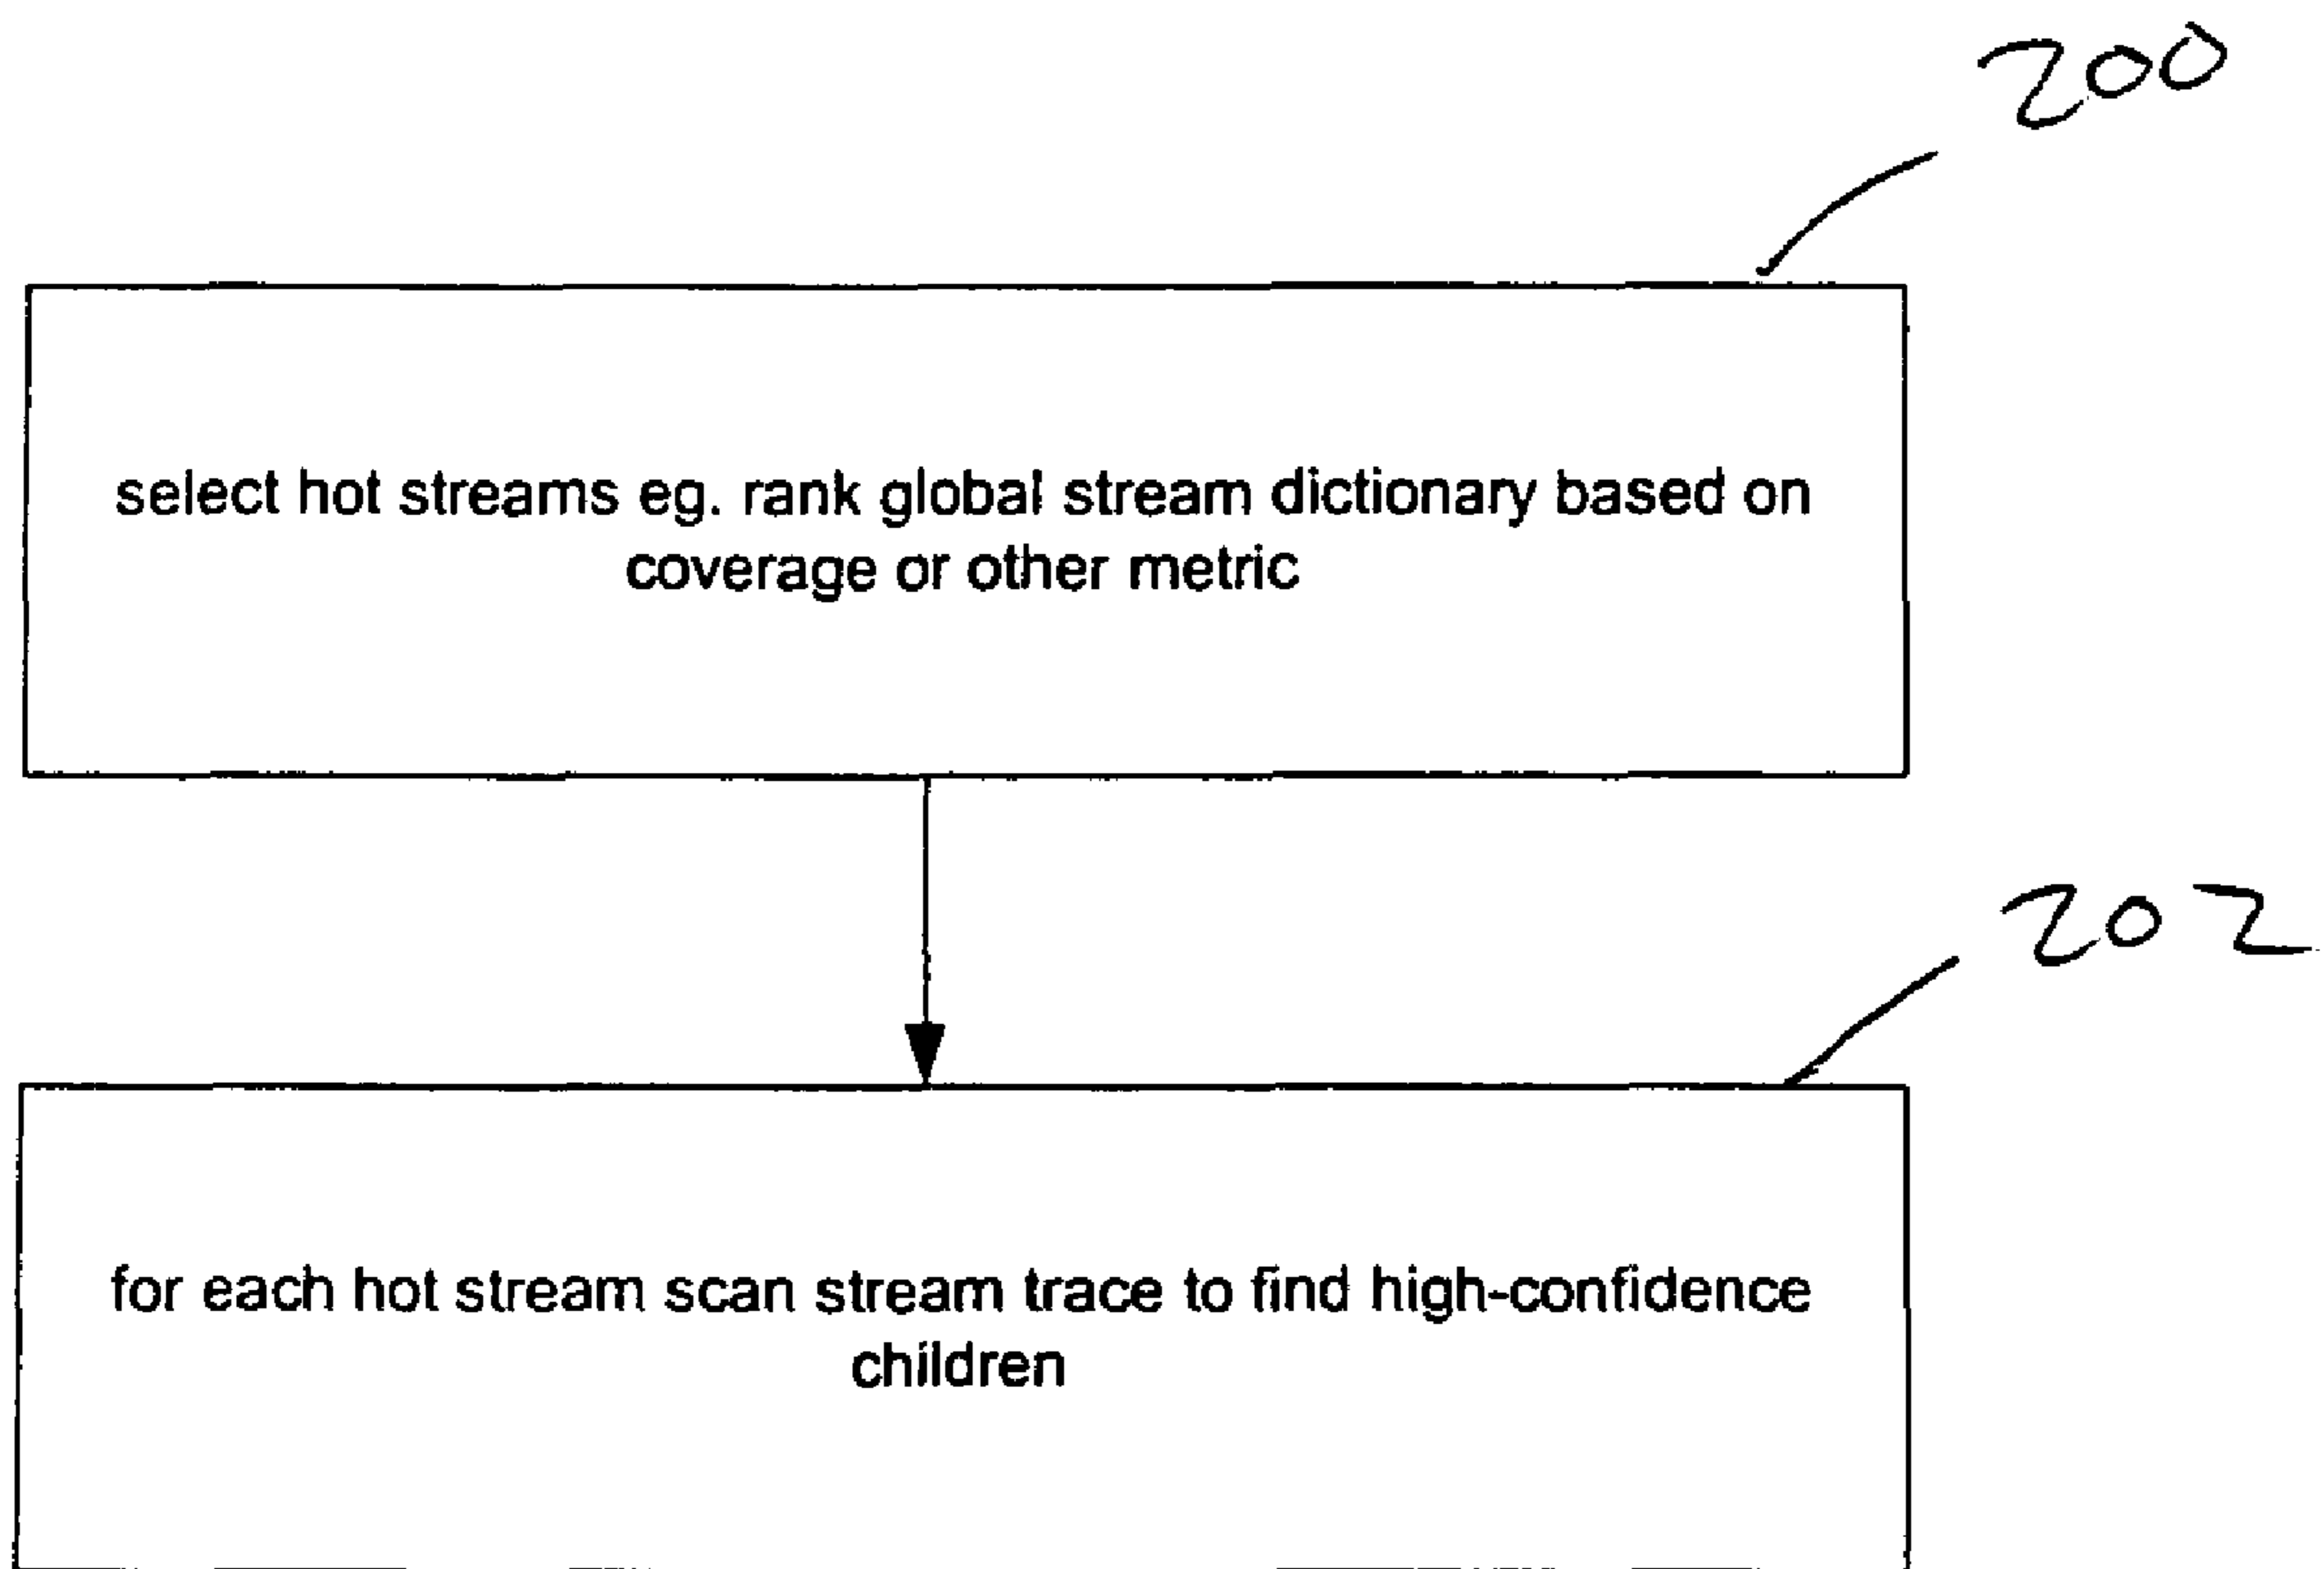 200
select hot streams eg. rank global stream dictionary based on
coverage or other metric
202
for each hot stream scan stream trace to find high-confidence
children